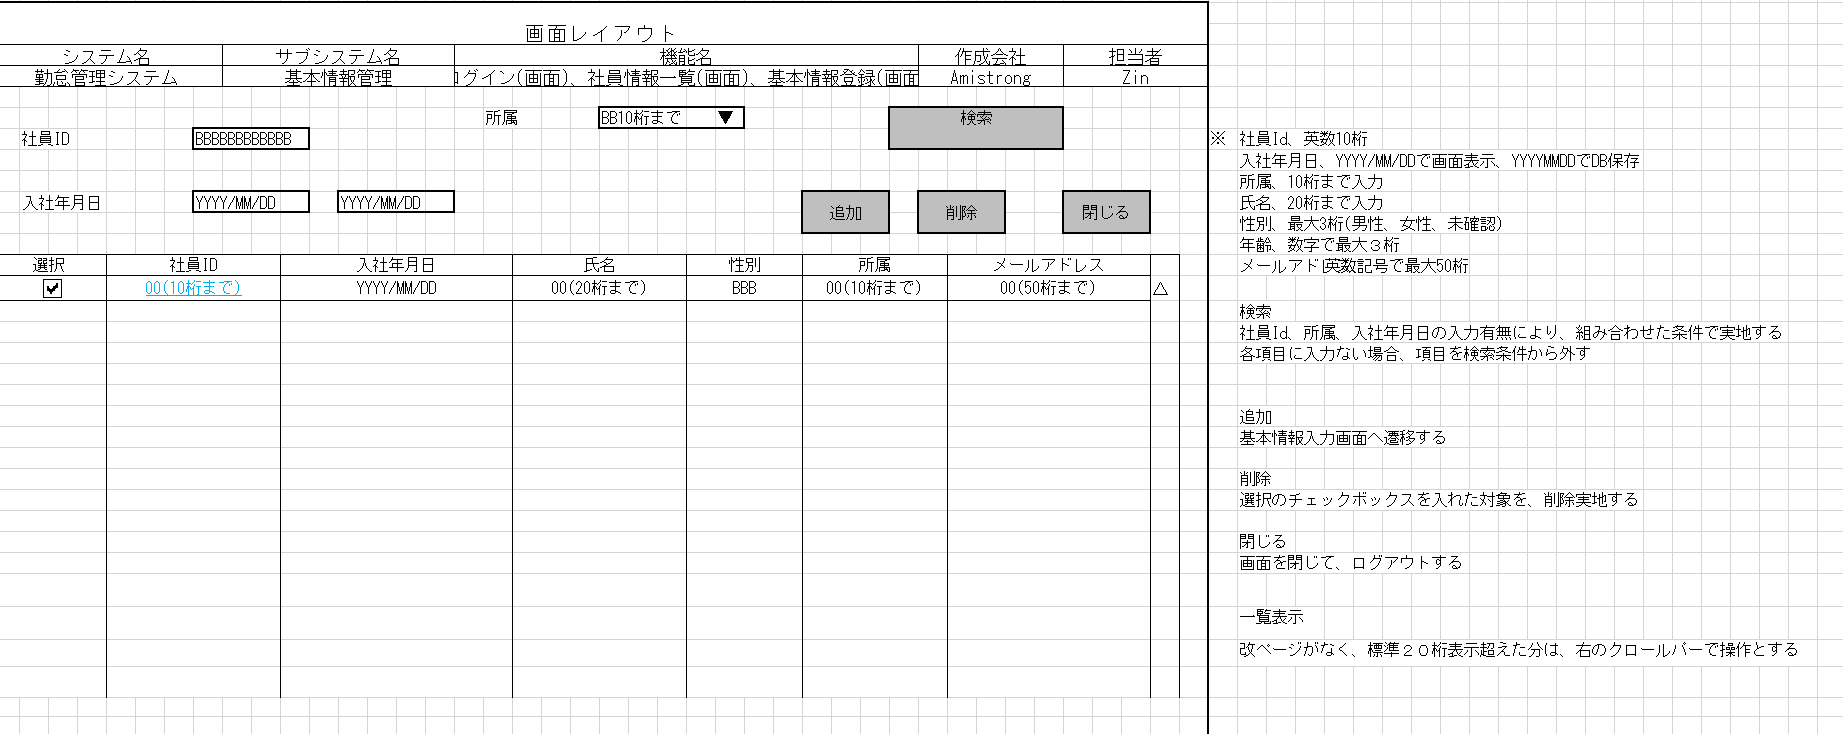 画面レイアウト
システム名 サブシステム名 機能名 作成会社 担当者
勤怠管理システム 基本情報管理 ログイン(画面)、社員情報一覧(画面)、基本情報登録(画面 Amistrong Zin
所属 BB10桁まで ▼ 検索
社員ID BBBBBBBBBBBB
入社年月日 YYYY/MM/DD YYYY/MM/DD 追加 削除 閉じる
選択 社員ID 入社年月日 氏名 性別 所属 メールアドレス
00(10桁まで) YYYY/MM/DD 00(20桁まで) BBB 00(10桁まで) 00(50桁まで) △
※ 社員Id、英数10桁
入社年月日、YYYY/MM/DDで画面表示、YYYYMMDDでDB保存
所属、10桁まで入力
氏名、20桁まで入力
性別、最大3桁(男性、女性、未確認)
年齢、数字で最大３桁
メールアド英数記号で最大50桁
検索
社員Id、所属、入社年月日の入力有無により、組み合わせた条件で実地する
各項目に入力ない場合、項目を検索条件から外す
追加
基本情報入力画面へ遷移する
削除
選択のチェックボックスを入れた対象を、削除実地する
閉じる
画面を閉じて、ログアウトする
一覧表示
改ページがなく、標準２０桁表示超えた分は、右のクロールバーで操作とする